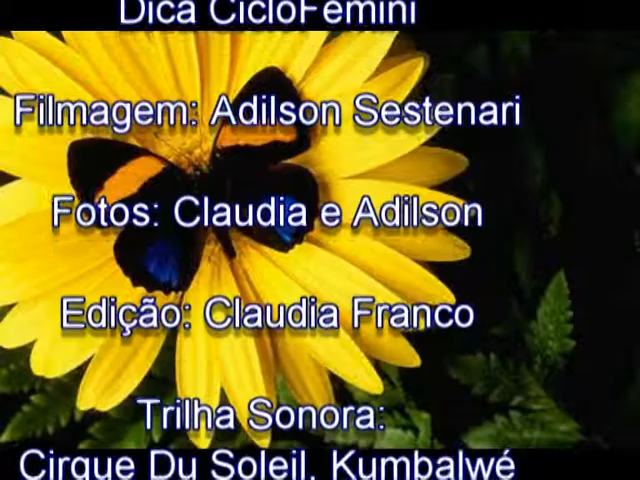 Dica CicloFemini
Filmagem: Adilson Sestenari
Fotos: Claudia e Adilson
Edição: Claudia Franco
Trilha Sonora:
Cirque Du Soleil, Kumbalwé